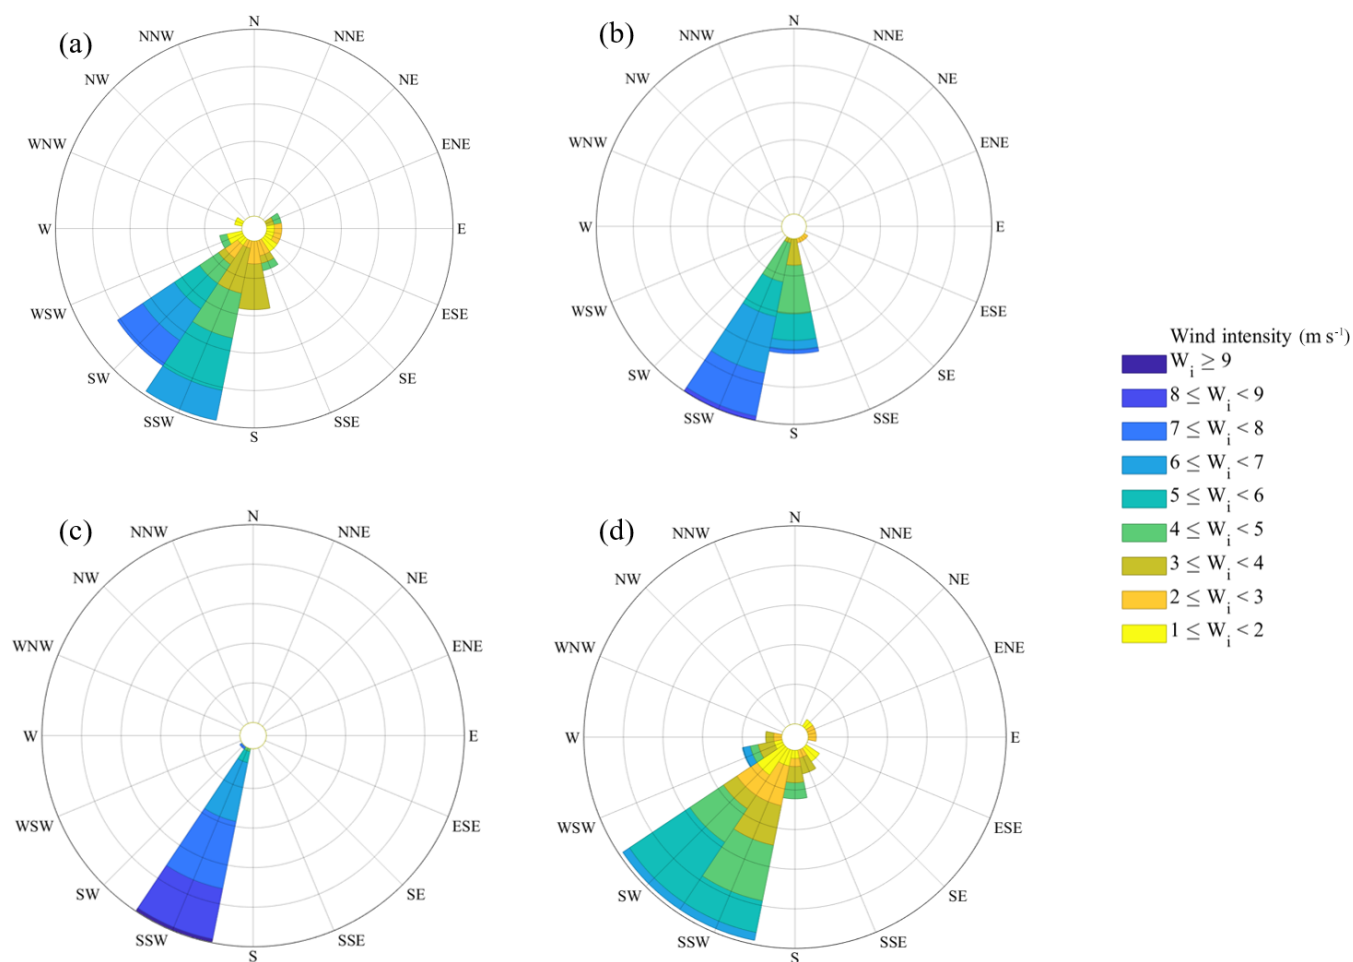 (a)
N
NNE
NE
ENE
E
ESE
SE
SSE
S
SSW
SW
WSW
W
WNW
NW
NNW
(b)
N
NNE
NE
ENE
E
ESE
SE
SSE
S
SSW
SW
WSW
W
WNW
NW
NNW
(c)
N
NNE
NE
ENE
E
ESE
SE
SSE
S
SSW
SW
WSW
W
WNW
NW
NNW
(d)
N
NNE
NE
ENE
E
ESE
SE
SSE
S
SSW
SW
WSW
W
WNW
NW
NNW
Wind intensity (m s⁻¹)
Wᵢ ≥ 9
8 ≤ Wᵢ < 9
7 ≤ Wᵢ < 8
6 ≤ Wᵢ < 7
5 ≤ Wᵢ < 6
4 ≤ Wᵢ < 5
3 ≤ Wᵢ < 4
2 ≤ Wᵢ < 3
1 ≤ Wᵢ < 2